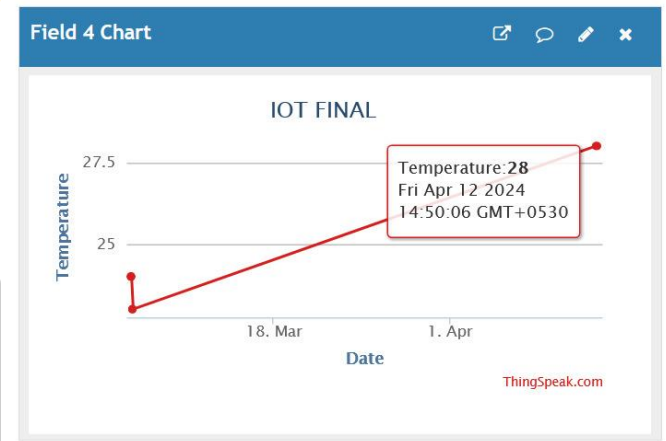 Field 4 Chart
IOT FINAL
27.5
25
Temperature
Temperature:28
Fri Apr 12 2024
14:50:06 GMT+0530
18. Mar
1. Apr
Date
ThingSpeak.com